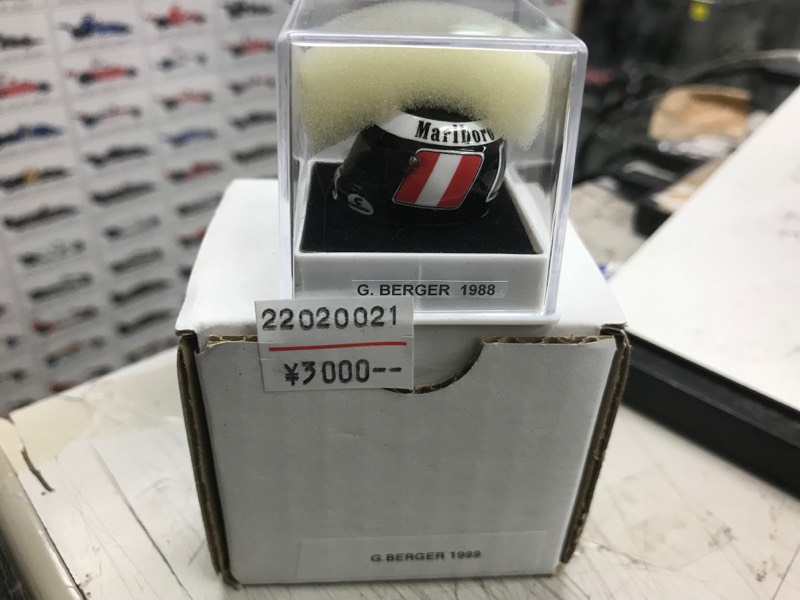 Marlboro
G. BERGER 1988
22020021
¥3000--
G.BERGER 1988